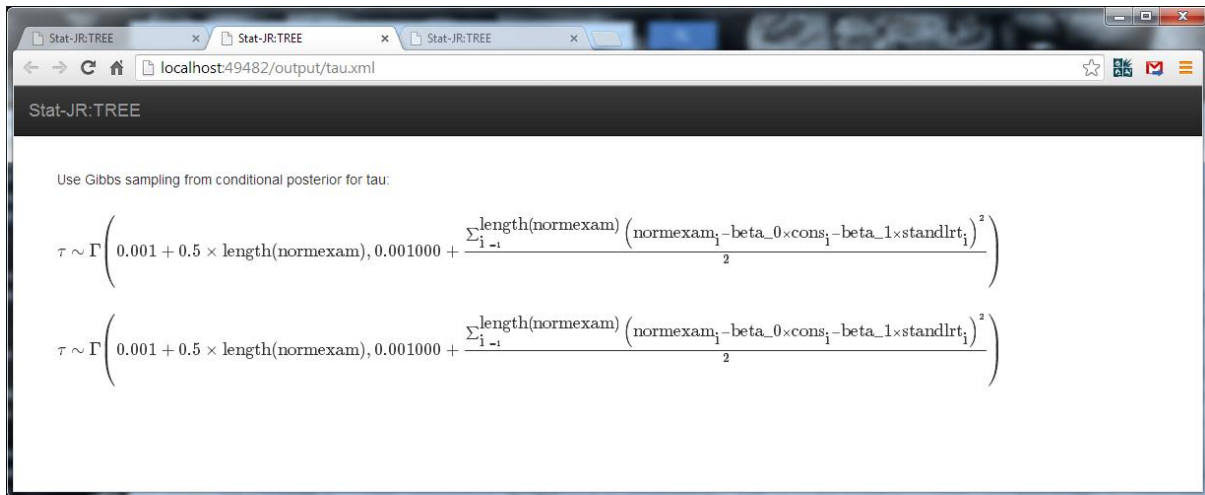 Stat-JR:TREE Stat-JR:TREE Stat-JR:TREE
localhost:49482/output/tau.xml
Stat-JR:TREE
Use Gibbs sampling from conditional posterior for tau:
τ ~ Γ(0.001 + 0.5 × length(normexam), 0.001000 + Σ_{i=1}^{length(normexam)} (normexam_i−beta_0×cons_i−beta_1×standlrt_i)^2 / 2)
τ ~ Γ(0.001 + 0.5 × length(normexam), 0.001000 + Σ_{i=1}^{length(normexam)} (normexam_i−beta_0×cons_i−beta_1×standlrt_i)^2 / 2)